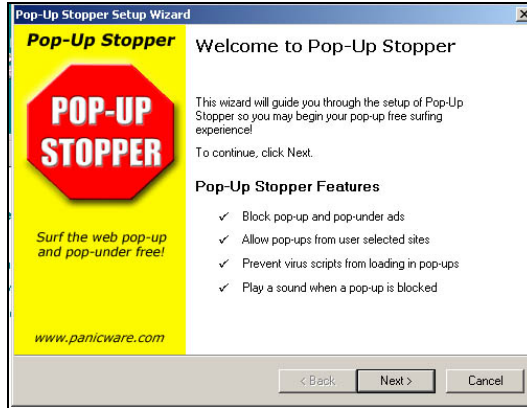 Pop-Up Stopper Setup Wizard
Pop-Up Stopper
POP-UP
STOPPER
Surf the web pop-up
and pop-under free!
www.panicware.com
Welcome to Pop-Up Stopper
This wizard will guide you through the setup of Pop-Up
Stopper so you may begin your pop-up free surfing
experience!
To continue, click Next.
Pop-Up Stopper Features
Block pop-up and pop-under ads
Allow pop-ups from user selected sites
Prevent virus scripts from loading in pop-ups
Play a sound when a pop-up is blocked
< Back
Next >
Cancel